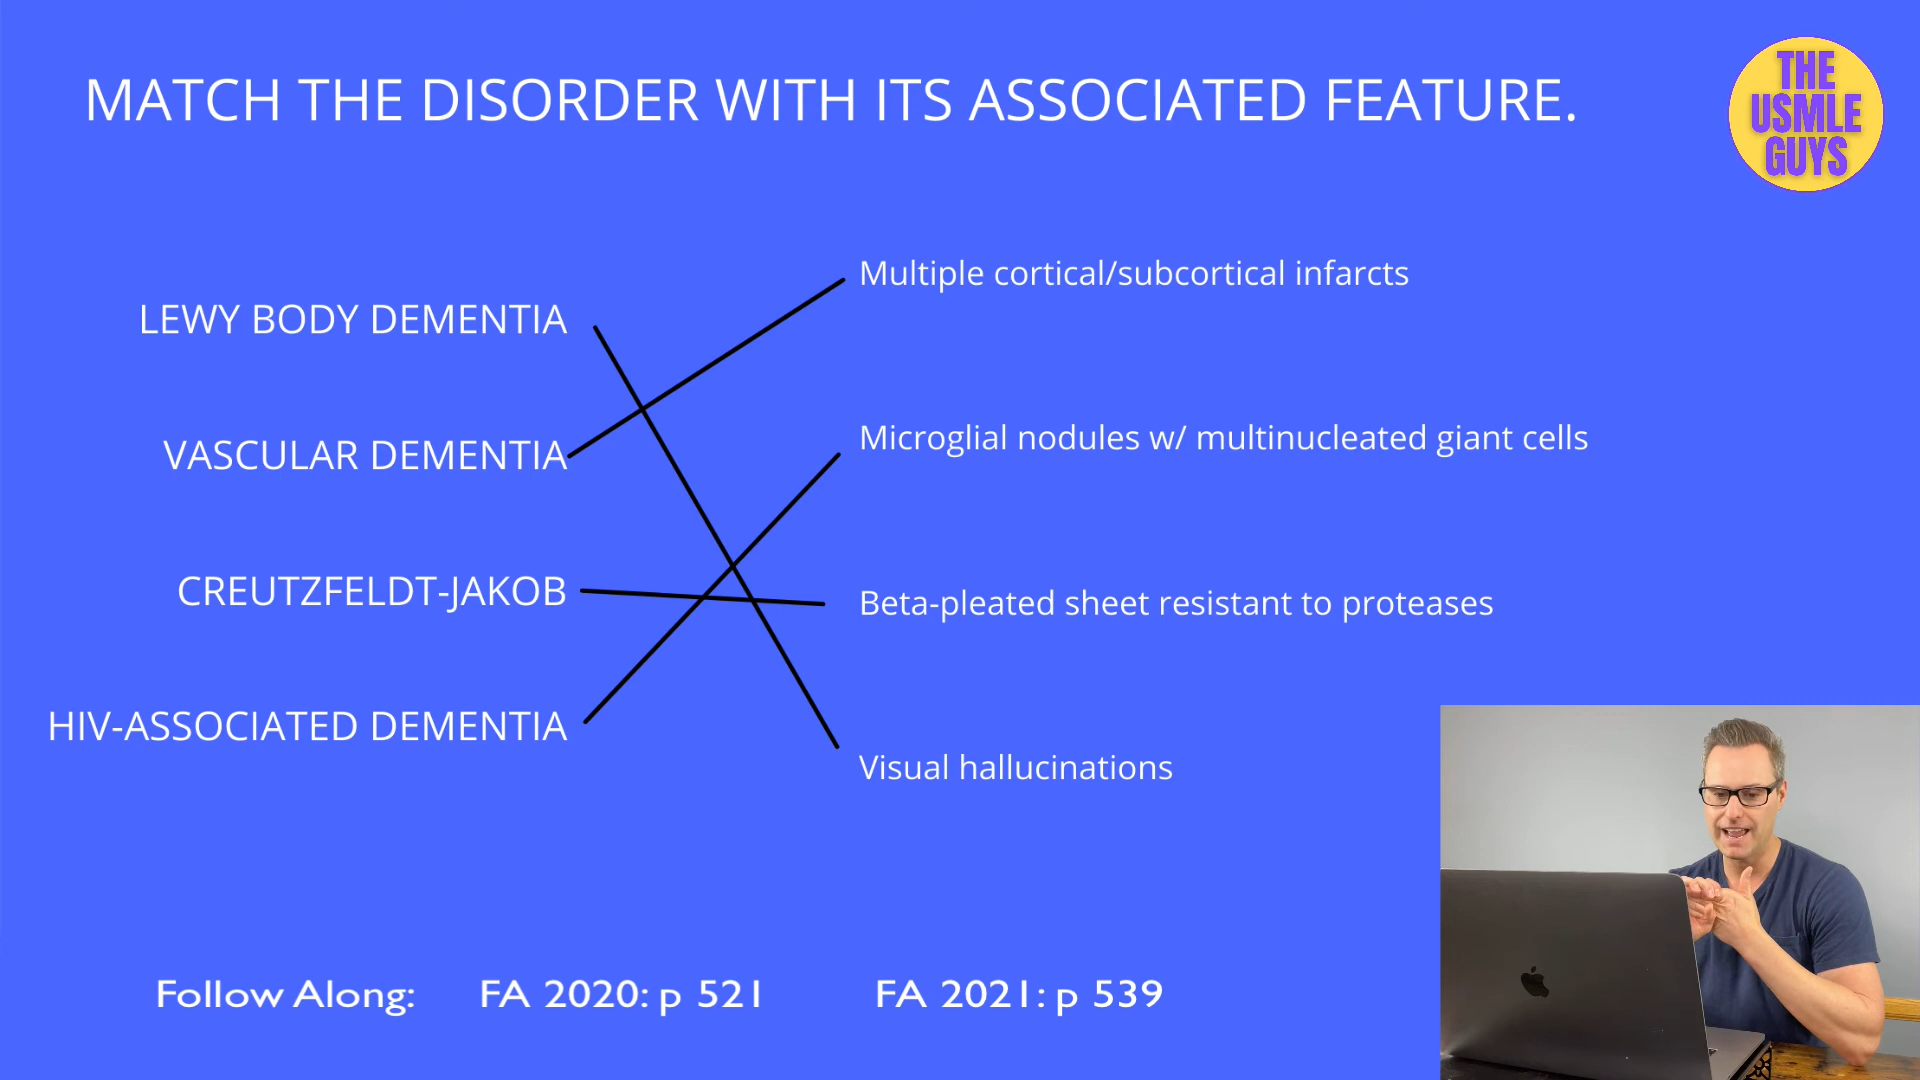 MATCH THE DISORDER WITH ITS ASSOCIATED FEATURE.
THE
USMLE
GUYS
LEWY BODY DEMENTIA
VASCULAR DEMENTIA
CREUTZFELDT-JAKOB
HIV-ASSOCIATED DEMENTIA
Multiple cortical/subcortical infarcts
Microglial nodules w/ multinucleated giant cells
Beta-pleated sheet resistant to proteases
Visual hallucinations
Follow Along: FA 2020: p 521 FA 2021: p 539